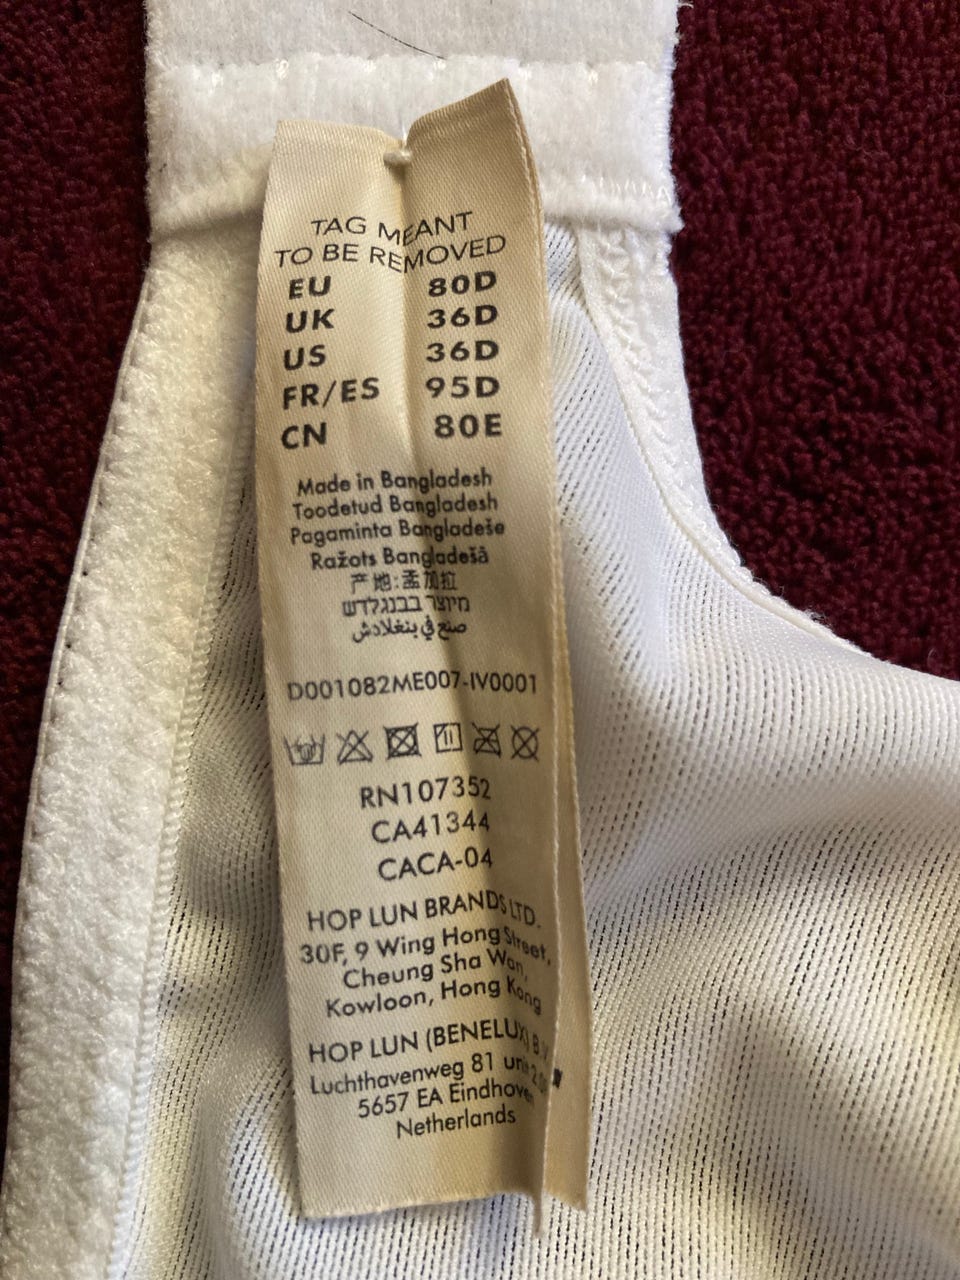 TAG MEANT
TO BE REMOVED
EU 80D
UK 36D
US 36D
FR/ES 95D
CN 80E
Made in Bangladesh
Toodetud Bangladesh
Pagaminta Bangladeše
Ražots Bangladešā
产地:孟加拉
מיוצר בבנגלדש
صنع في بنغلادش
D001082ME007-IV0001
RN107352
CA41344
CACA-04
HOP LUN BRANDS LTD.
30F, 9 Wing Hong Street,
Cheung Sha Wan,
Kowloon, Hong Kong
HOP LUN (BENELUX) B.V
Luchthavenweg 81 unit
5657 EA Eindhoven
Netherlands